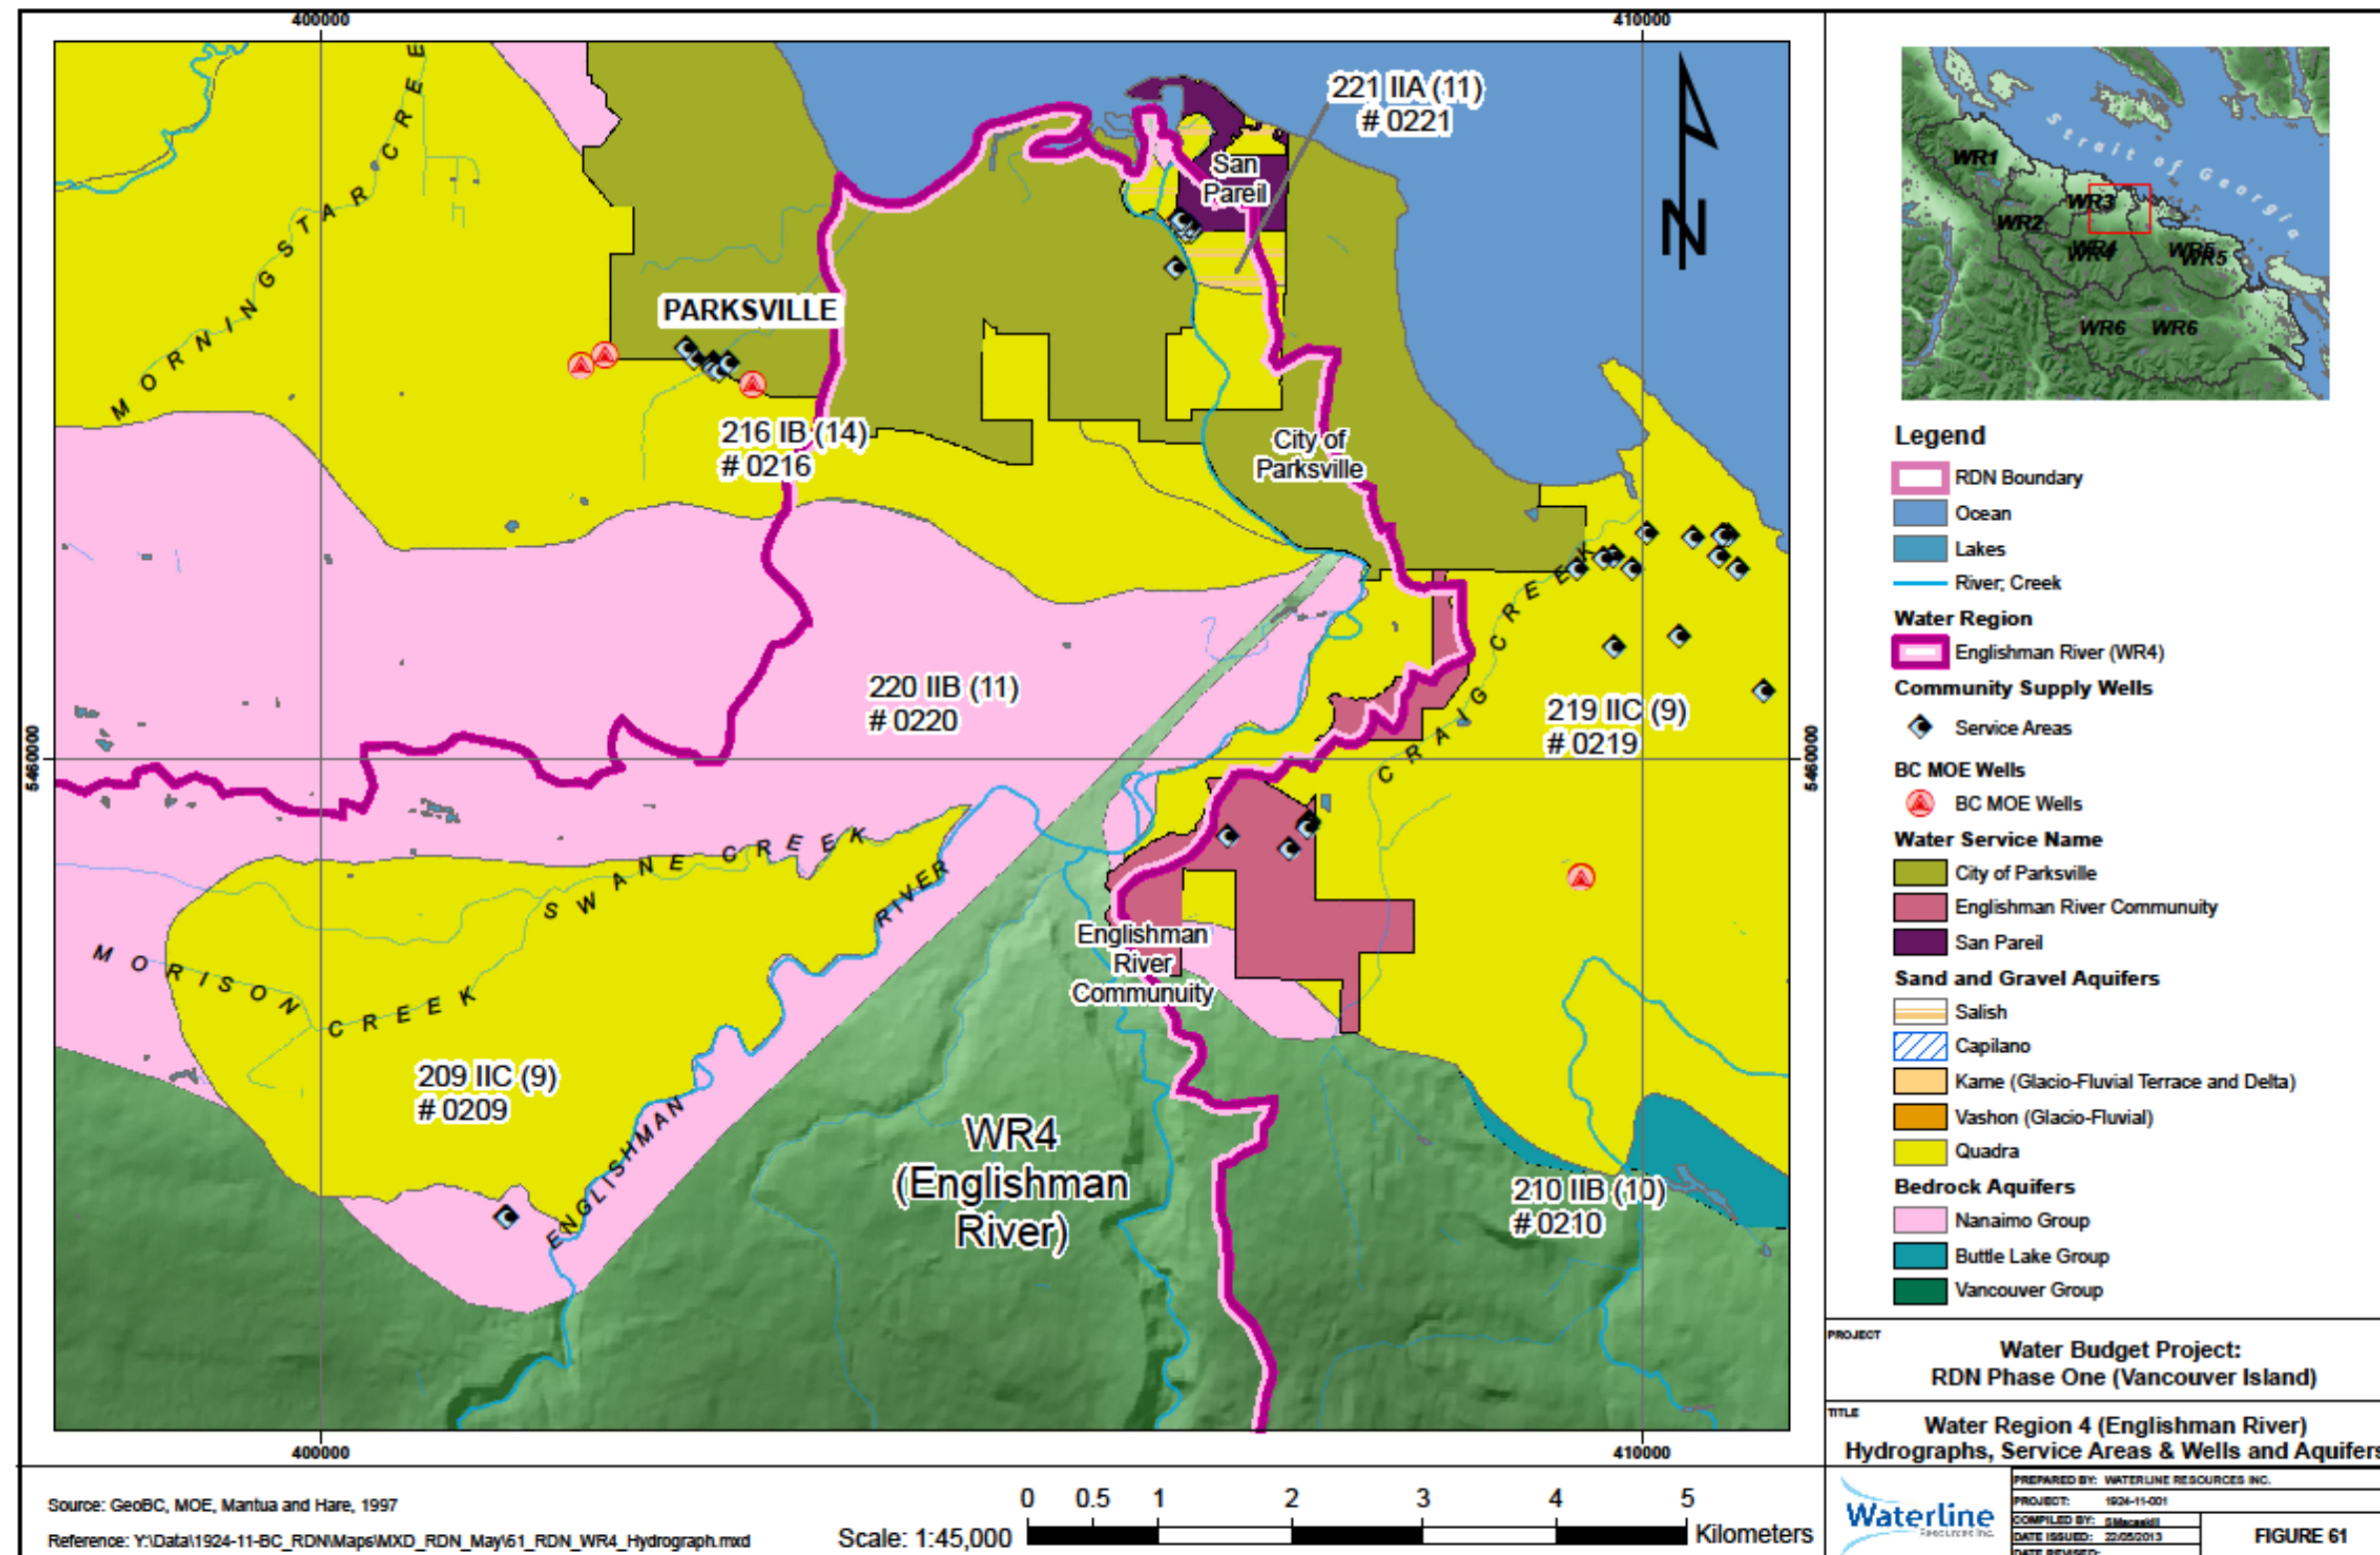 400000
410000
MORNINGSTAR CREE
221 IIA (11)
# 0221
San
Pareil
N
PARKSVILLE
216 IB (14)
# 0216
City of
Parksville
220 IIB (11)
# 0220
CRAIG CREEK
219 IIC (9)
# 0219
5460000
5460000
SWANE CREEK
MORISON CREEK
ENGLISHMAN RIVER
Englishman
River
Communuity
209 IIC (9)
# 0209
WR4
(Englishman
River)
210 IIB (10)
# 0210
400000
410000
Strait of Georgia
WR1
WR3
WR2
WR4
WR4
WR5
WR5
WR6
WR6
Legend
RDN Boundary
Ocean
Lakes
River; Creek
Water Region
Englishman River (WR4)
Community Supply Wells
Service Areas
BC MOE Wells
BC MOE Wells
Water Service Name
City of Parksville
Englishman River Communuity
San Pareil
Sand and Gravel Aquifers
Salish
Capilano
Kame (Glacio-Fluvial Terrace and Delta)
Vashon (Glacio-Fluvial)
Quadra
Bedrock Aquifers
Nanaimo Group
Buttle Lake Group
Vancouver Group
PROJECT
Water Budget Project:
RDN Phase One (Vancouver Island)
TITLE
Water Region 4 (Englishman River)
Hydrographs, Service Areas & Wells and Aquifers
Source: GeoBC, MOE, Mantua and Hare, 1997
Reference: Y:\Data\1924-11-BC_RDN\Maps\MXD_RDN_May\61_RDN_WR4_Hydrograph.mxd
Scale: 1:45,000
0 0.5 1 2 3 4 5
Kilometers
Waterline
Resources Inc.
PREPARED BY: WATERLINE RESOURCES INC.
PROJECT: 1924-11-001
COMPILED BY:
DATE ISSUED: 22/05/2013
DATE REVISED:
FIGURE 61